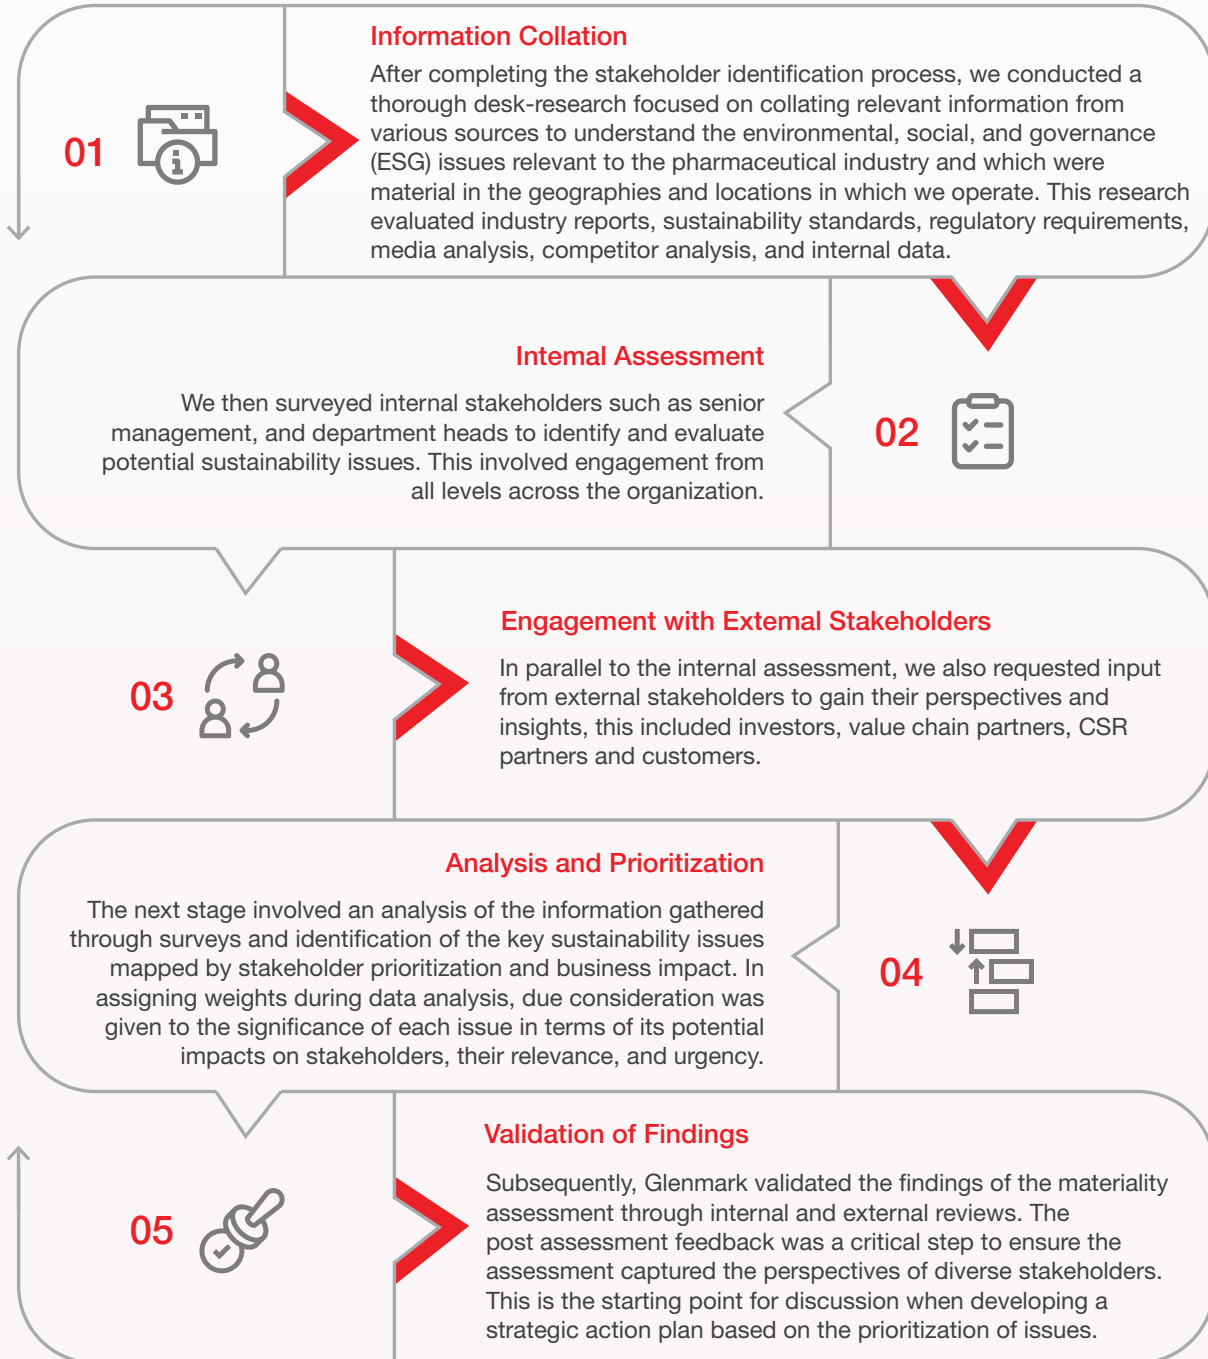 Information Collation
After completing the stakeholder identification process, we conducted a
thorough desk-research focused on collating relevant information from
various sources to understand the environmental, social, and governance
(ESG) issues relevant to the pharmaceutical industry and which were
material in the geographies and locations in which we operate. This research
evaluated industry reports, sustainability standards, regulatory requirements,
media analysis, competitor analysis, and internal data.
01
Internal Assessment
We then surveyed internal stakeholders such as senior
management, and department heads to identify and evaluate
potential sustainability issues. This involved engagement from
all levels across the organization.
02
Engagement with External Stakeholders
In parallel to the internal assessment, we also requested input
from external stakeholders to gain their perspectives and
insights, this included investors, value chain partners, CSR
partners and customers.
03
Analysis and Prioritization
The next stage involved an analysis of the information gathered
through surveys and identification of the key sustainability issues
mapped by stakeholder prioritization and business impact. In
assigning weights during data analysis, due consideration was
given to the significance of each issue in terms of its potential
impacts on stakeholders, their relevance, and urgency.
04
Validation of Findings
Subsequently, Glenmark validated the findings of the materiality
assessment through internal and external reviews. The
post assessment feedback was a critical step to ensure the
assessment captured the perspectives of diverse stakeholders.
This is the starting point for discussion when developing a
strategic action plan based on the prioritization of issues.
05